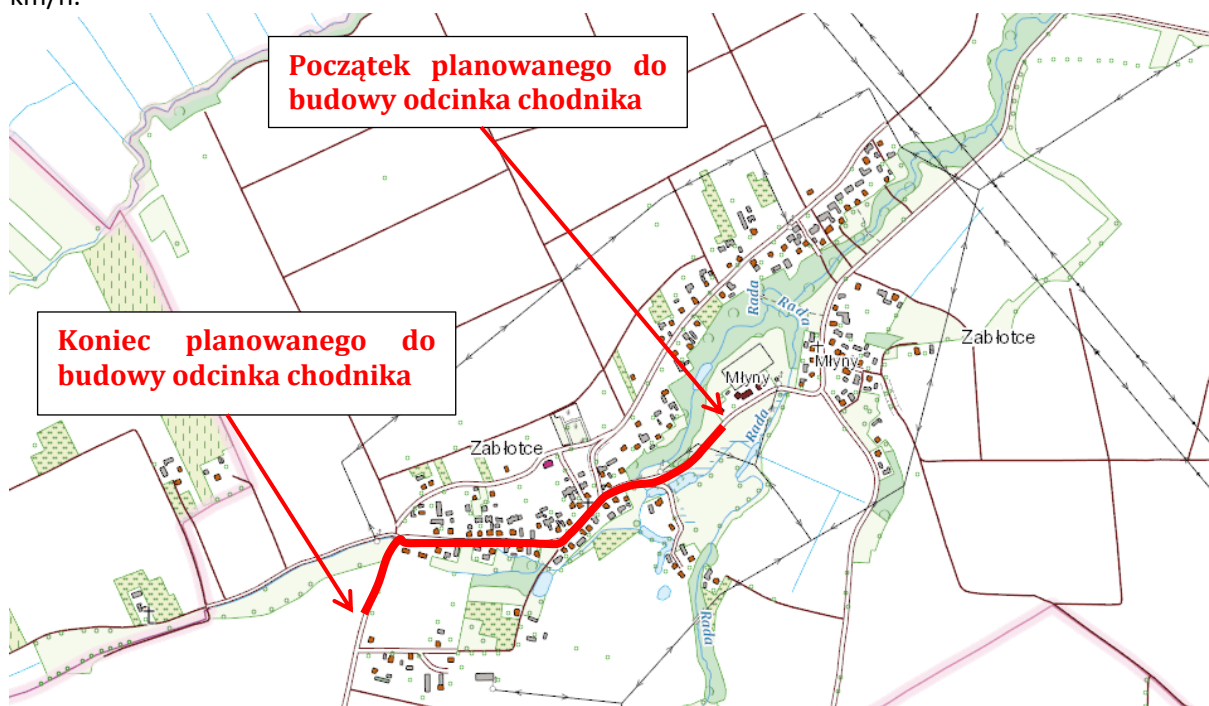 km/h.
Początek planowanego do
budowy odcinka chodnika
Rada
Rada
Zabłotce
Koniec planowanego do
budowy odcinka chodnika
Młyny
Młyny
Rada
Zabłotce
Rada